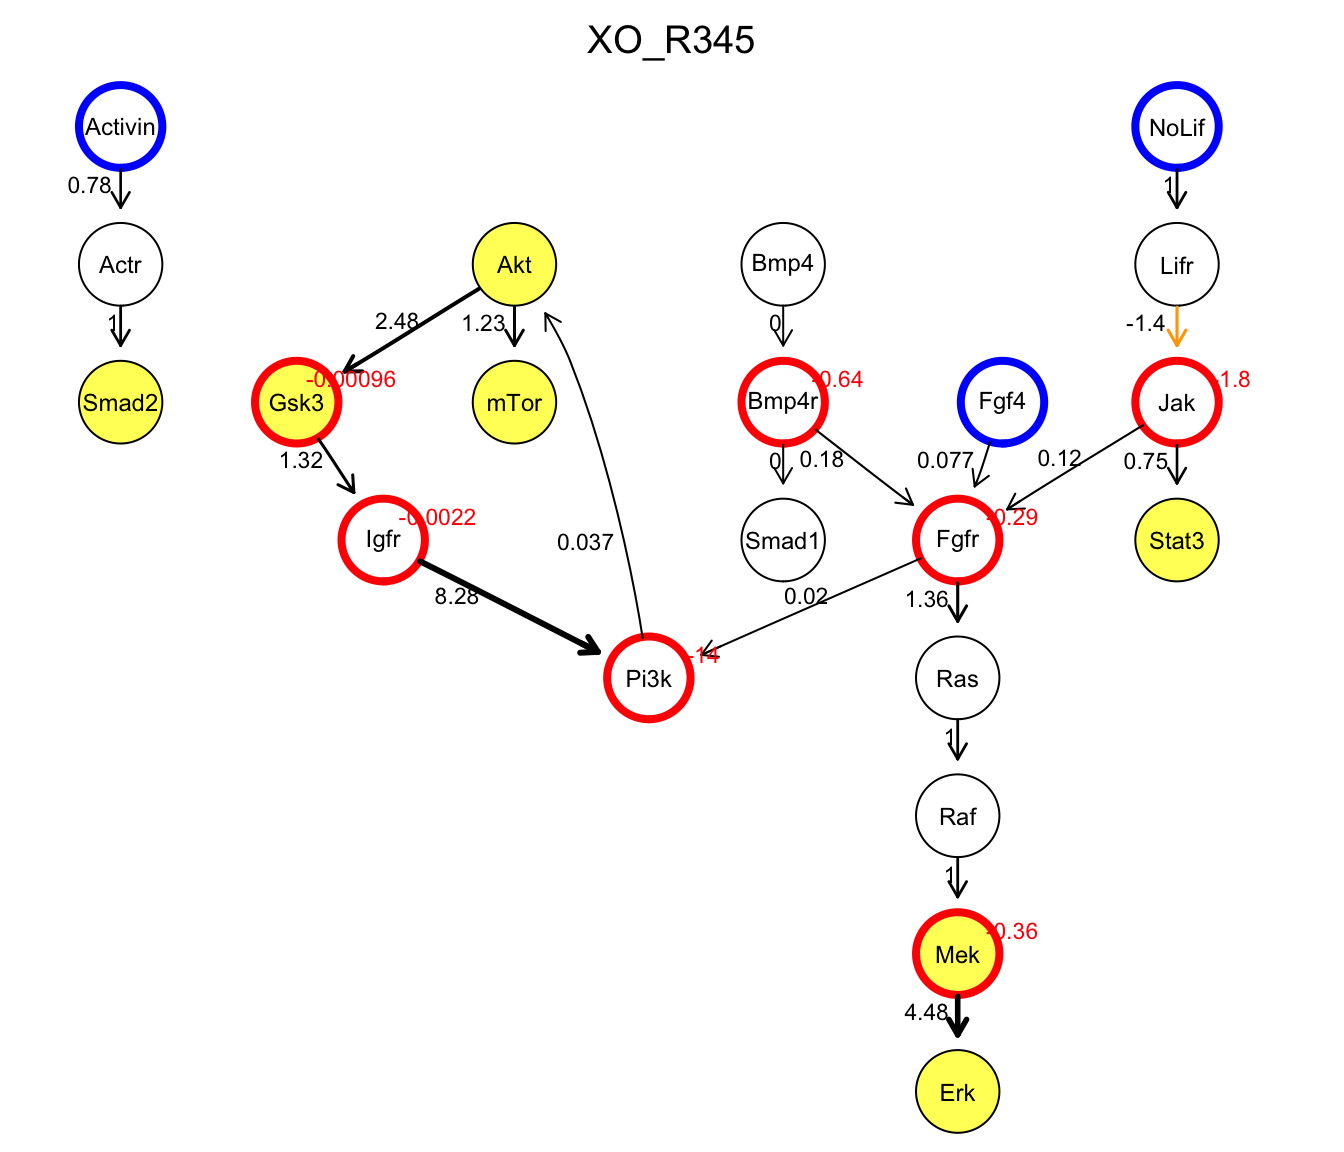 XO_R345
Activin
NoLif
0.78
1
Actr
Akt
Bmp4
Lifr
1
2.48
1.23
0
-1.4
Smad2
Gsk3
-0.00096
mTor
Bmp4r
-0.64
Fgf4
Jak
-1.8
1.32
0
0.18
0.077
0.12
0.75
Igfr
-0.0022
0.037
Smad1
Fgfr
-0.29
Stat3
8.28
0.02
1.36
Pi3k
-14
Ras
1
Raf
1
Mek
-0.36
4.48
Erk